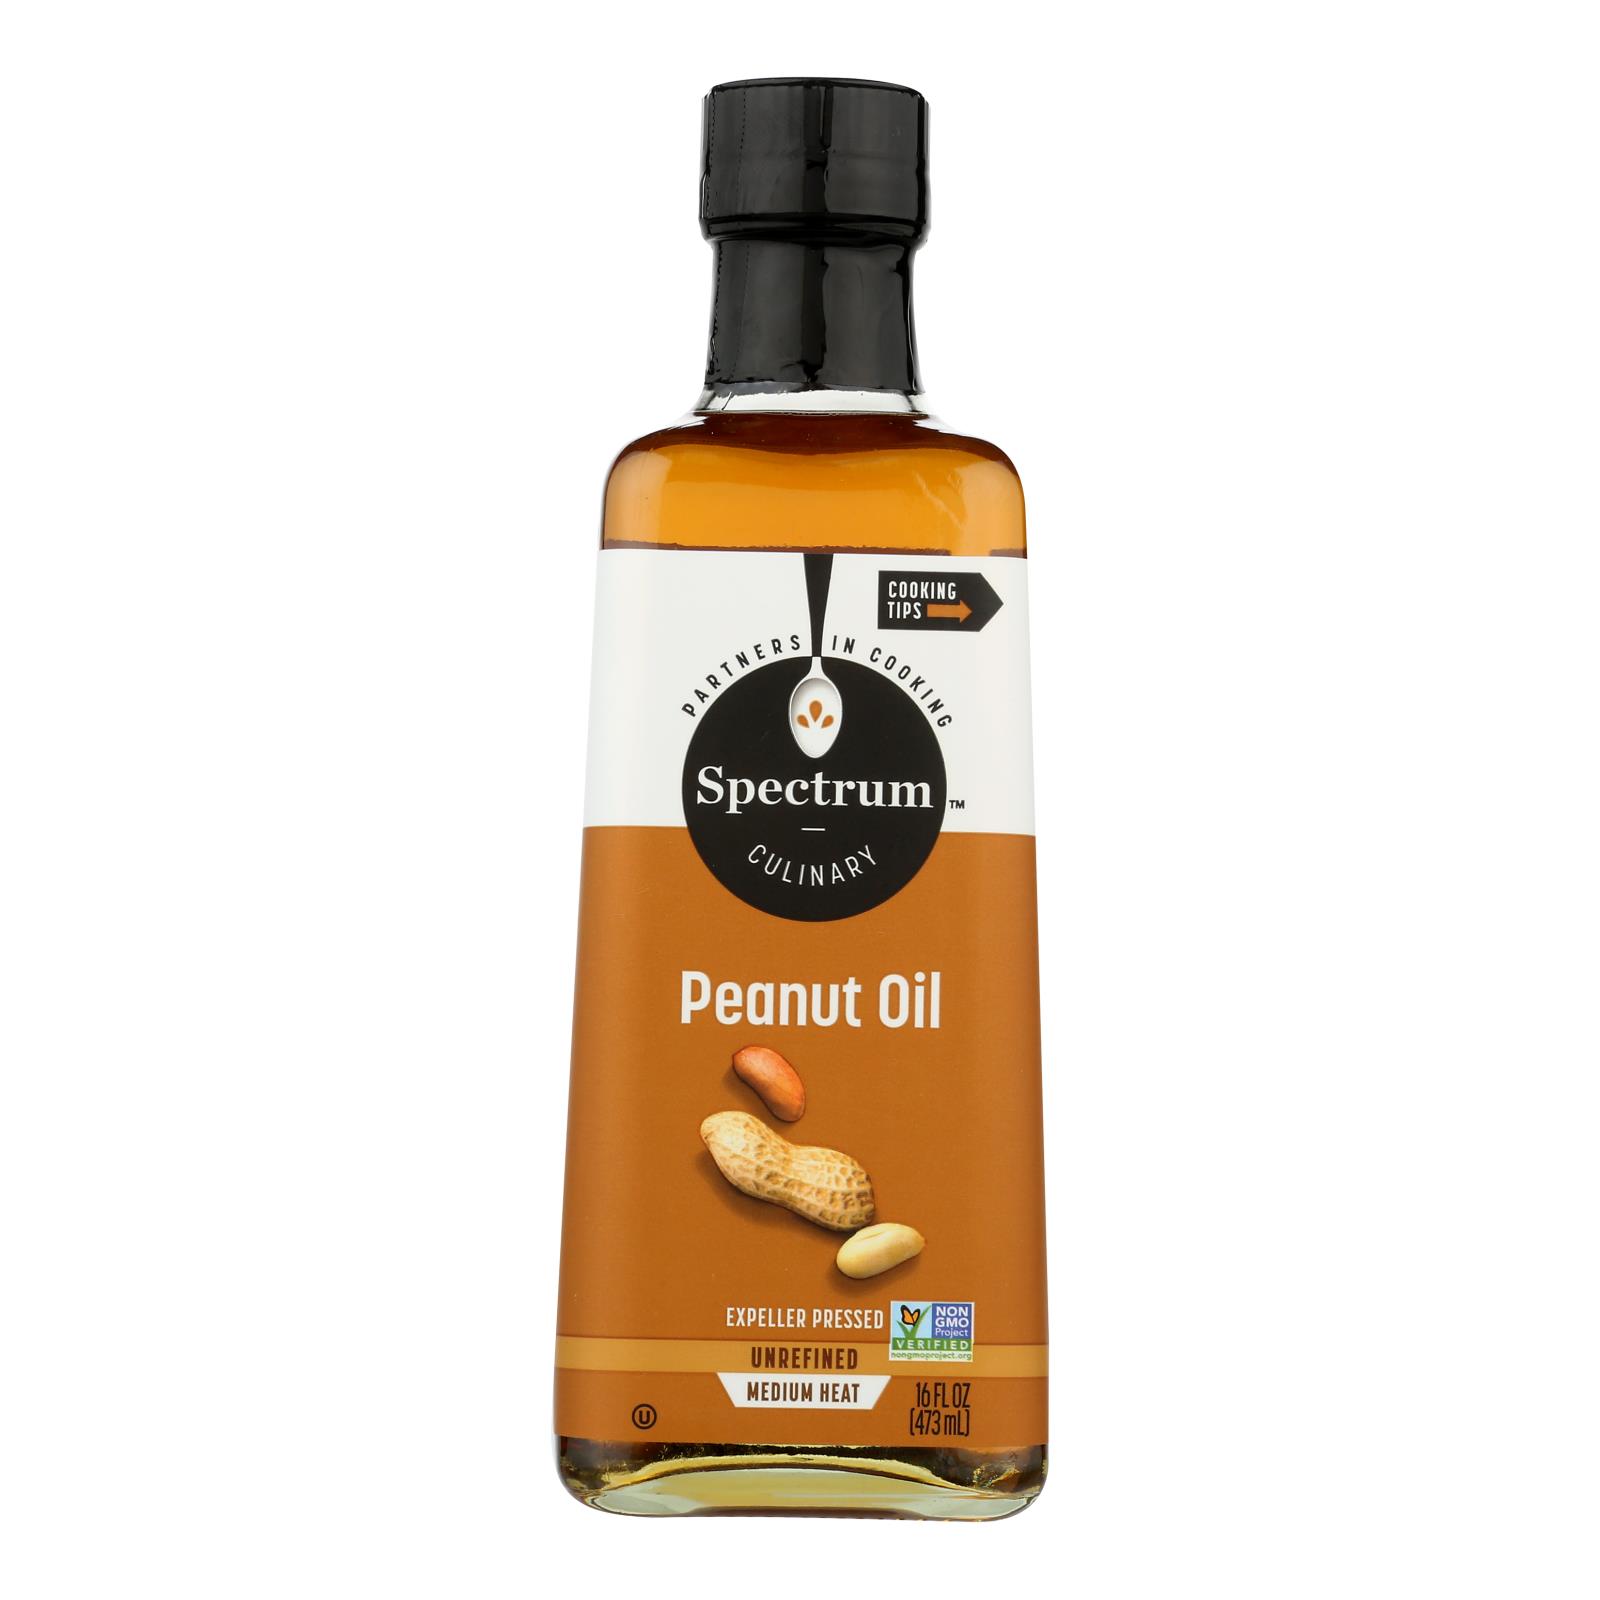 COOKING
TIPS
PARTNERS IN COOKING
Spectrum ™
CULINARY
Peanut Oil
EXPELLER PRESSED
NON
GMO
Project
VERIFIED
nongmoproject.org
UNREFINED
MEDIUM HEAT
16 FL OZ
(473 mL)
U